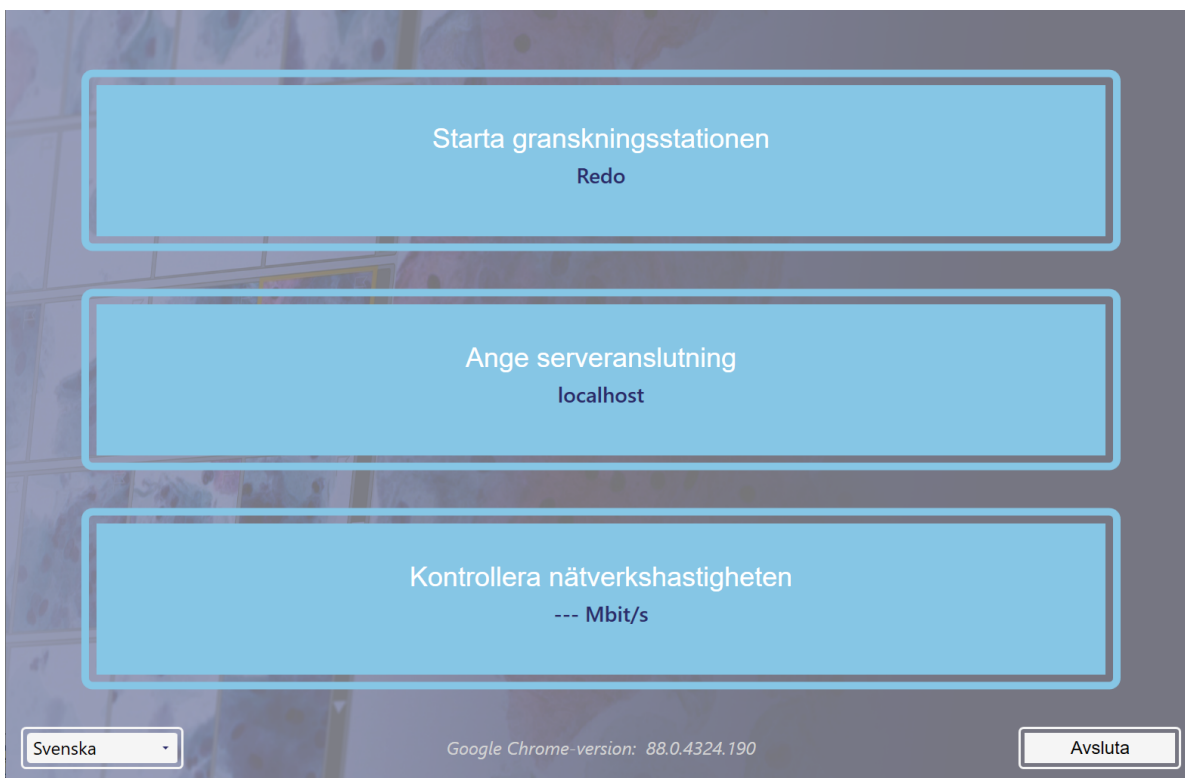 Starta granskningsstationen
Redo
Ange serveranslutning
localhost
Kontrollera nätverkshastigheten
--- Mbit/s
Svenska
Google Chrome-version: 88.0.4324.190
Avsluta